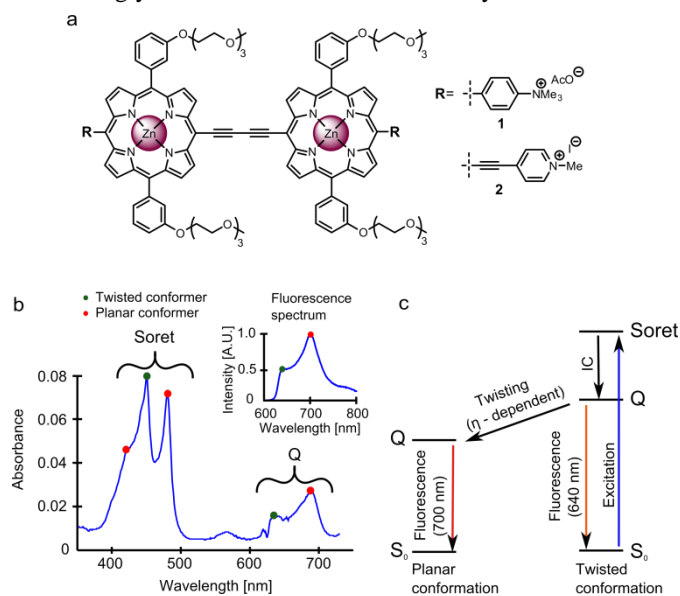 a
O O 3
O O 3
R= NMe3 ⊕ AcO ⊖
1
N N N N Zn
N N N N Zn
R R
2
N ⊕ Me I ⊖
O O 3
O O 3
b
Twisted conformer
Planar conformer
Soret
Fluorescence
spectrum
Intensity [A.U.]
1.0
0.5
0
600 700 800
Wavelength [nm]
Q
Absorbance
0.08
0.06
0.04
0.02
0
400 500 600 700
Wavelength [nm]
c
Soret
IC
Q
Twisting
(η - dependent)
Q
Fluorescence
(700 nm)
Fluorescence
(640 nm)
Excitation
S0
S0
Planar
conformation
Twisted
conformation